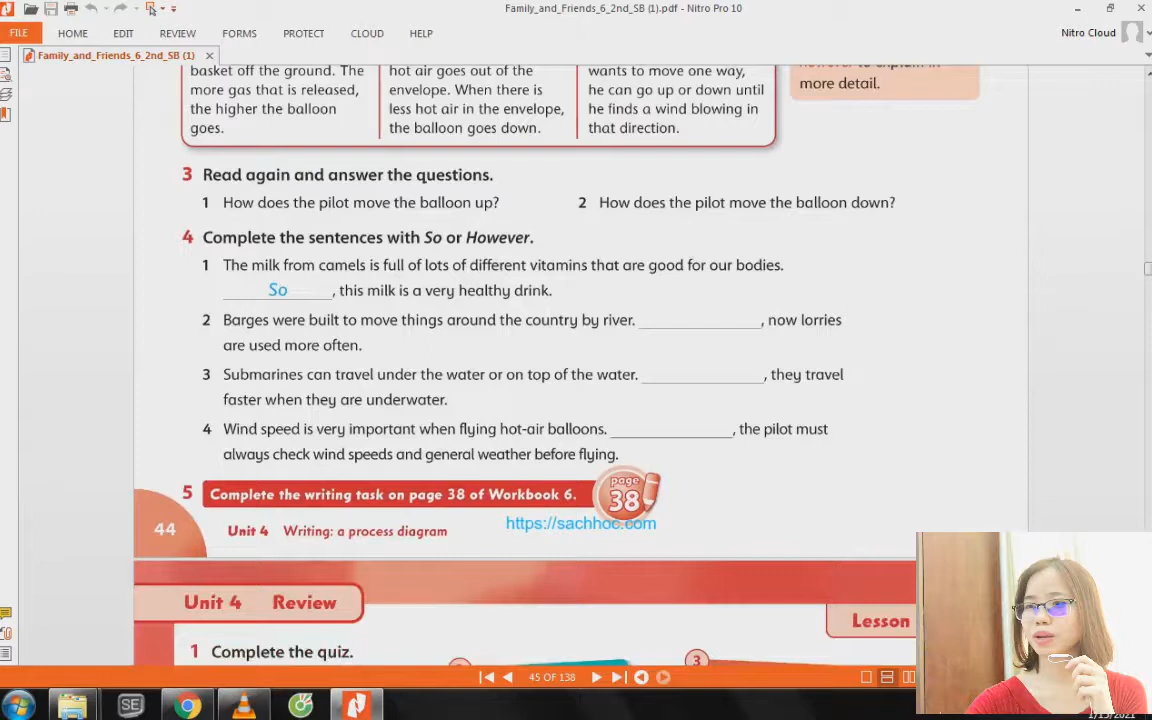 Family_and_Friends_6_2nd_SB (1).pdf - Nitro Pro 10
FILE HOME EDIT REVIEW FORMS PROTECT CLOUD HELP Nitro Cloud
Family_and_Friends_6_2nd_SB (1)
basket off the ground. The
more gas that is released,
the higher the balloon
goes.
hot air goes out of the
envelope. When there is
less hot air in the envelope,
the balloon goes down.
wants to move one way,
he can go up or down until
he finds a wind blowing in
that direction.
more detail.
3 Read again and answer the questions.
1 How does the pilot move the balloon up?
2 How does the pilot move the balloon down?
4 Complete the sentences with So or However.
1 The milk from camels is full of lots of different vitamins that are good for our bodies.
So, this milk is a very healthy drink.
2 Barges were built to move things around the country by river. ____________, now lorries
are used more often.
3 Submarines can travel under the water or on top of the water. ____________, they travel
faster when they are underwater.
4 Wind speed is very important when flying hot-air balloons. ____________, the pilot must
always check wind speeds and general weather before flying.
5 Complete the writing task on page 38 of Workbook 6.
page
38
https://sachhoc.com
44 Unit 4 Writing: a process diagram
Unit 4 Review
Lesson
1 Complete the quiz.
3
45 OF 138
SE